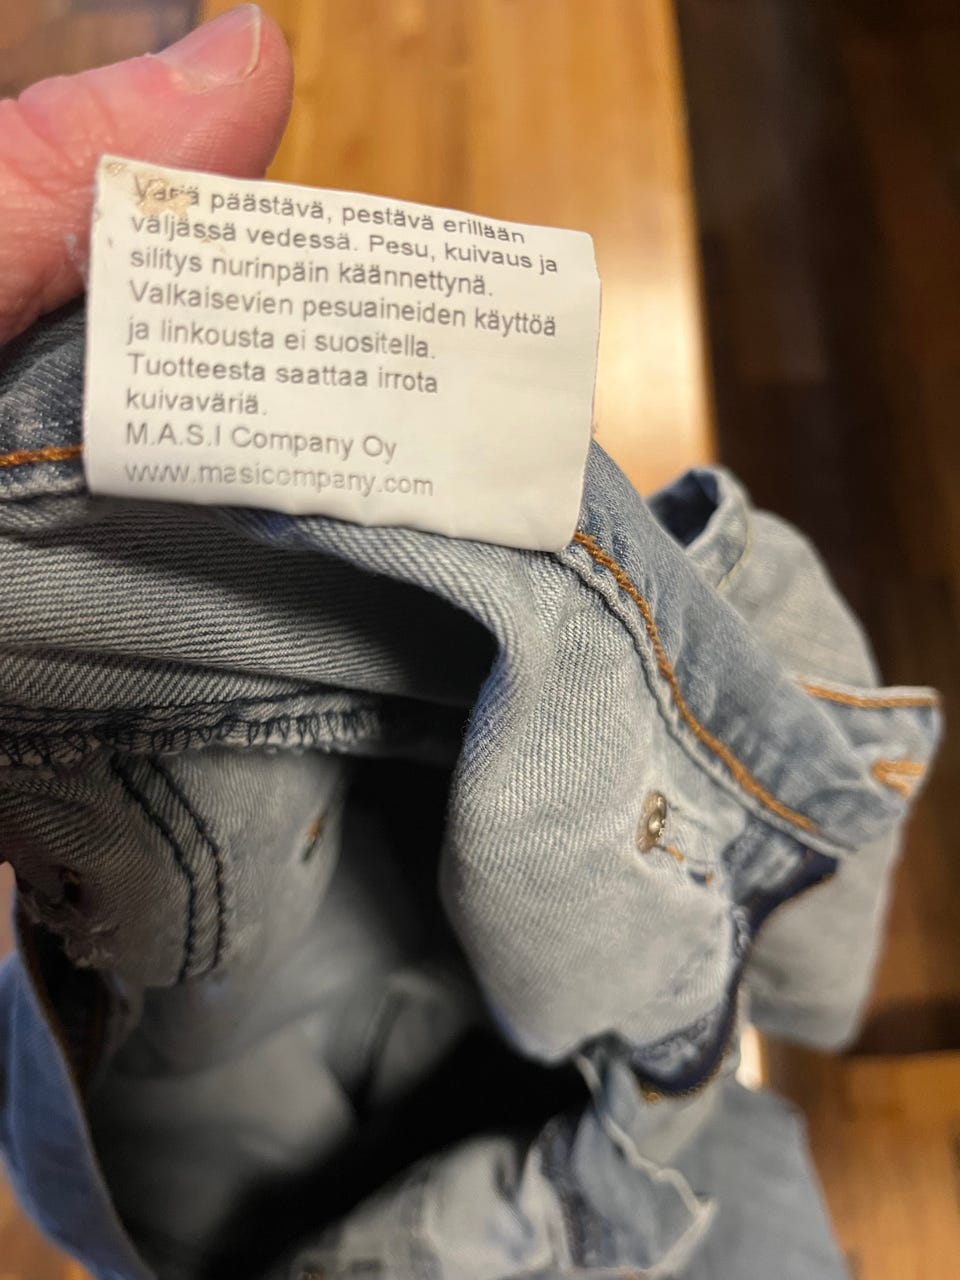 Väriä päästävä, pestävä erillään
väljässä vedessä. Pesu, kuivaus ja
silitys nurinpäin käännettynä.
Valkaisevien pesuaineiden käyttöä
ja linkousta ei suositella.
Tuotteesta saattaa irrota
kuivaväriä.
M.A.S.I Company Oy
www.masicompany.com